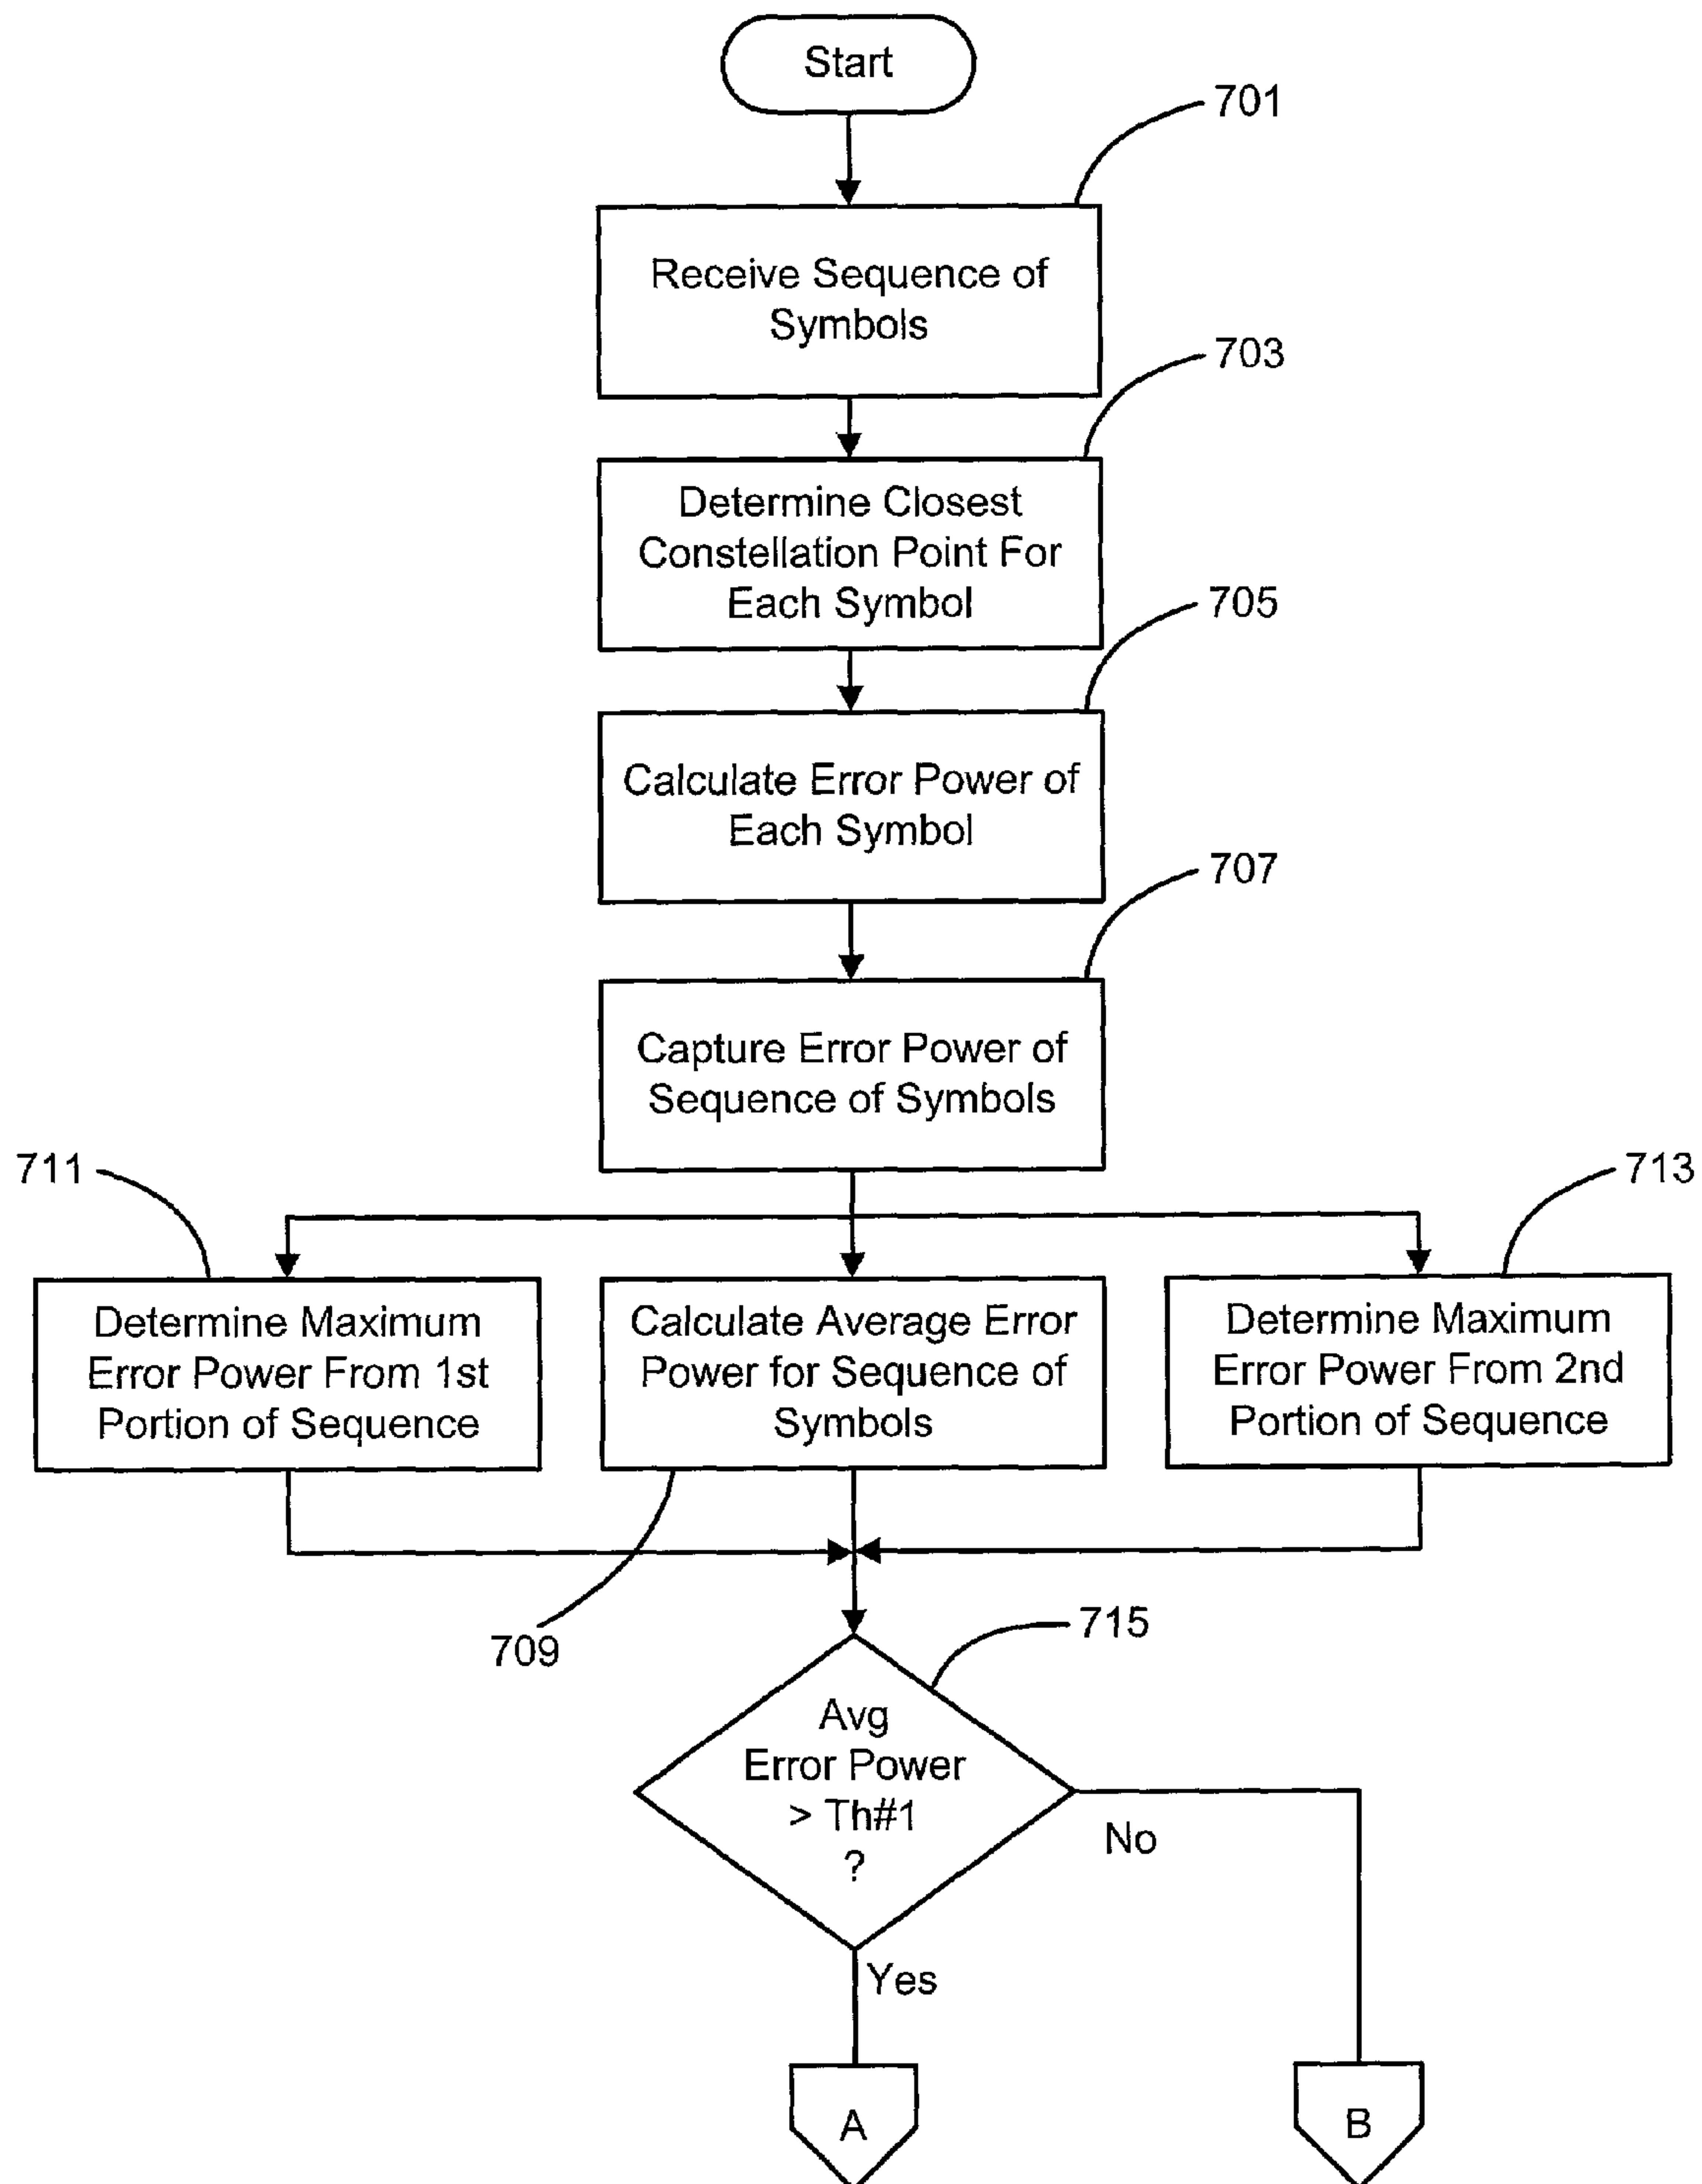 Start
701
Receive Sequence of
Symbols
703
Determine Closest
Constellation Point For
Each Symbol
705
Calculate Error Power of
Each Symbol
707
Capture Error Power of
Sequence of Symbols
711
713
Determine Maximum
Error Power From 1st
Portion of Sequence
Calculate Average Error
Power for Sequence of
Symbols
Determine Maximum
Error Power From 2nd
Portion of Sequence
709
715
Avg
Error Power
> Th#1
?
No
Yes
A
B